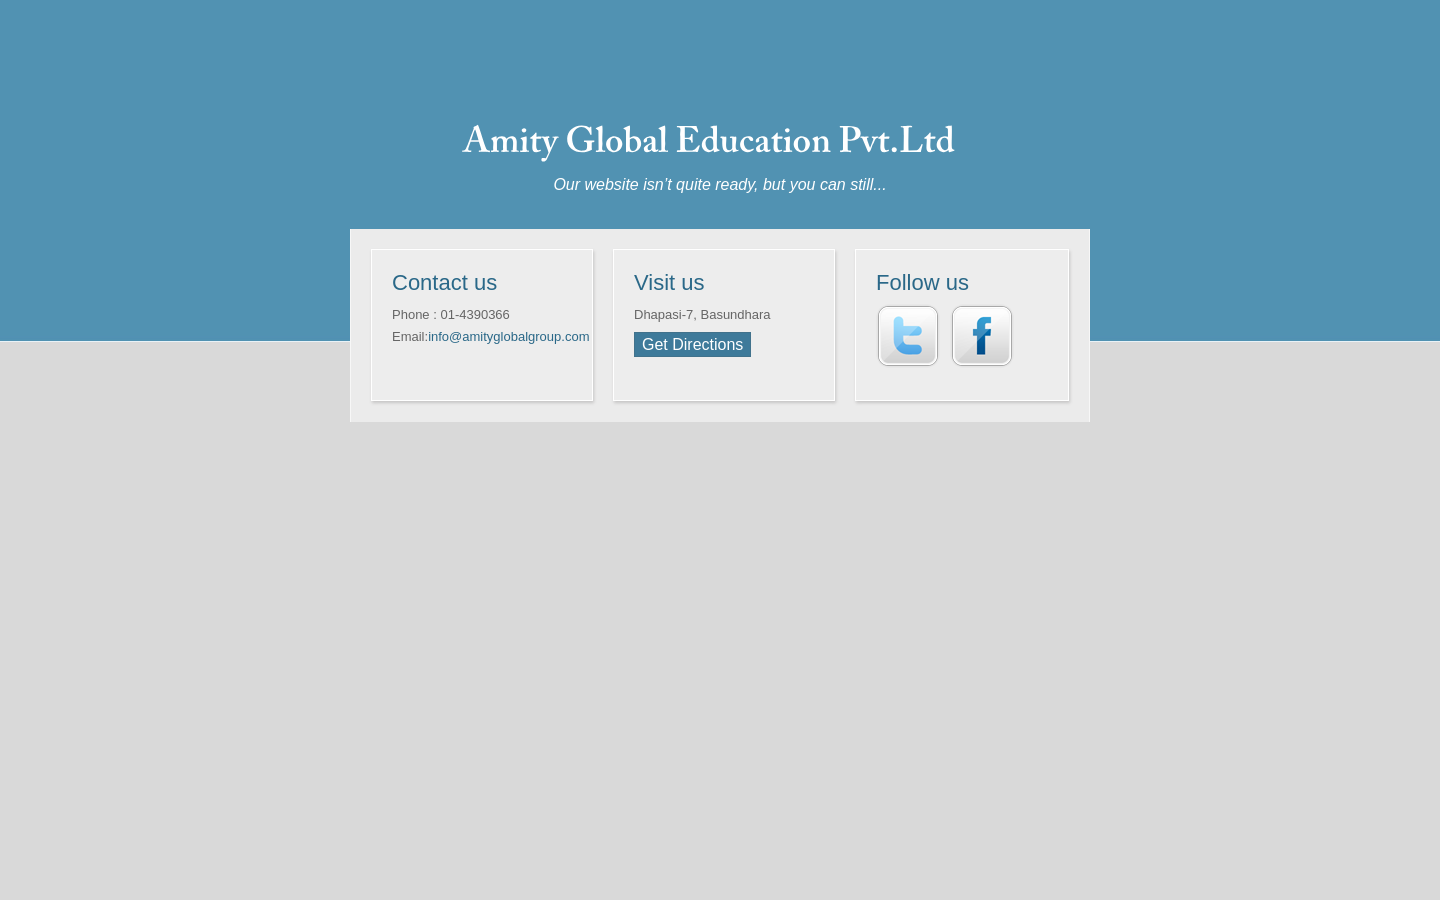 Amity Global Education Pvt.Ltd
Our website isn’t quite ready, but you can still...
Contact us
Phone : 01-4390366
Email:info@amityglobalgroup.com
Visit us
Dhapasi-7, Basundhara
Get Directions
Follow us